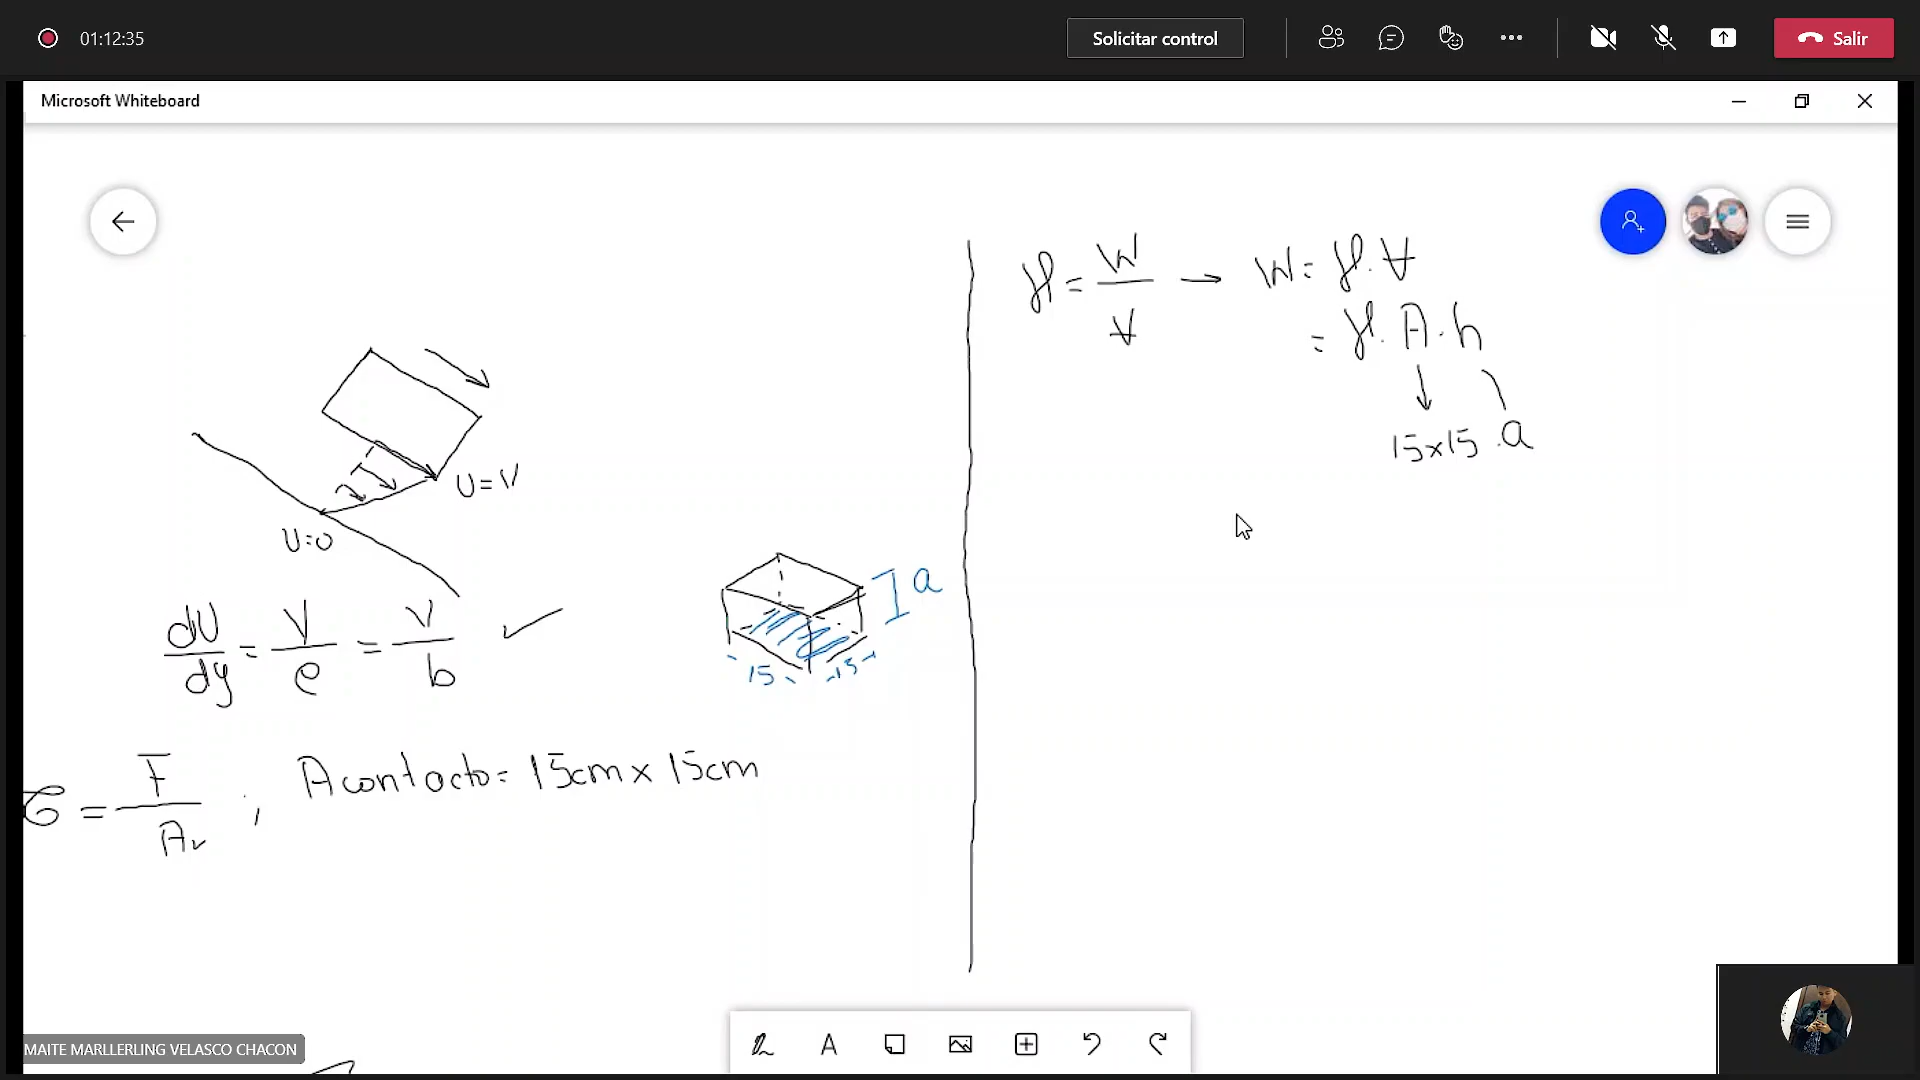 01:12:35
Solicitar control
Salir
Microsoft Whiteboard
U=V
U=0
dU/dy = V/e = V/b ✓
a
15
15
τ = F/A ; A contacto = 15cm x 15cm
γ = W/V → W = γ.V
= γ. A.h
15x15 .a
MAITE MARLLERLING VELASCO CHACON
A